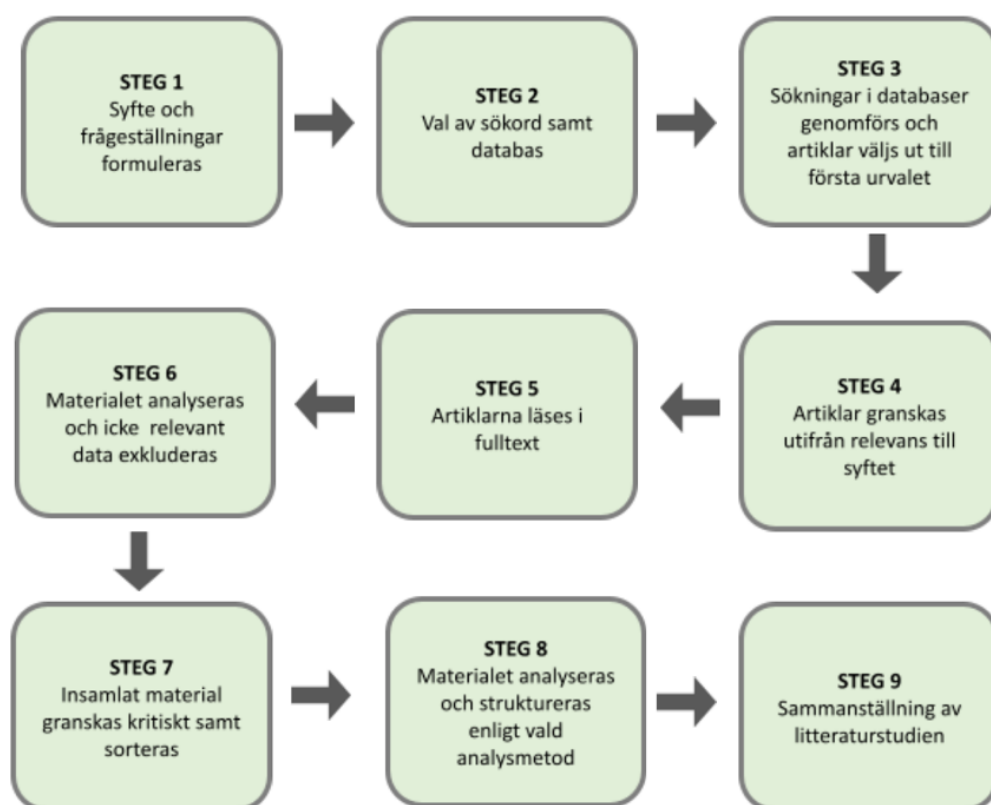 STEG 1
Syfte och
frågeställningar
formuleras
STEG 2
Val av sökord samt
databas
STEG 3
Sökningar i databaser
genomförs och
artiklar väljs ut till
första urvalet
STEG 4
Artiklar granskas
utifrån relevans till
syftet
STEG 5
Artiklarna läses i
fulltext
STEG 6
Materialet analyseras
och icke relevant
data exkluderas
STEG 7
Insamlat material
granskas kritiskt samt
sorteras
STEG 8
Materialet analyseras
och struktureras
enligt vald
analysmetod
STEG 9
Sammanställning av
litteraturstudien